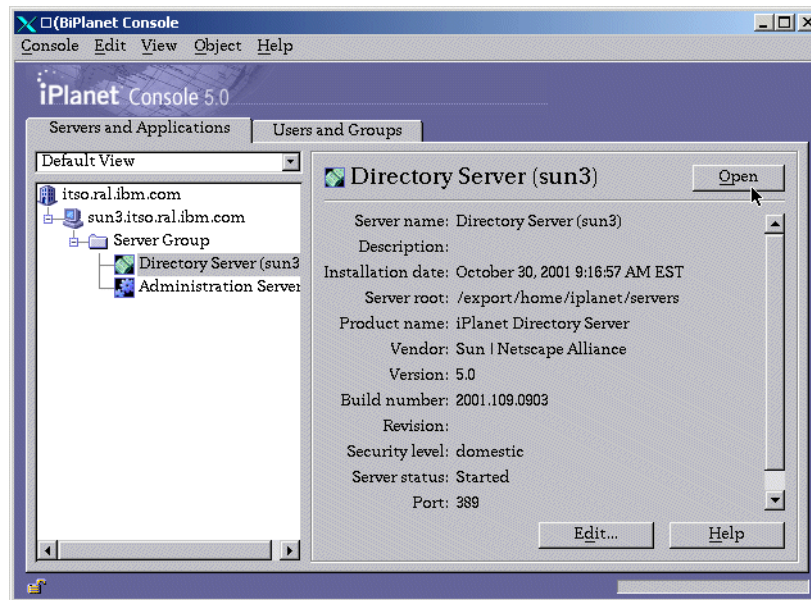 □(BiPlanet Console
Console Edit View Object Help
iPlanet Console 5.0
Servers and Applications Users and Groups
Default View
itso.ral.ibm.com
sun3.itso.ral.ibm.com
Server Group
Directory Server (sun3
Administration Server
Directory Server (sun3) Open
Server name: Directory Server (sun3)
Description:
Installation date: October 30, 2001 9:16:57 AM EST
Server root: /export/home/iplanet/servers
Product name: iPlanet Directory Server
Vendor: Sun | Netscape Alliance
Version: 5.0
Build number: 2001.109.0903
Revision:
Security level: domestic
Server status: Started
Port: 389
Edit... Help